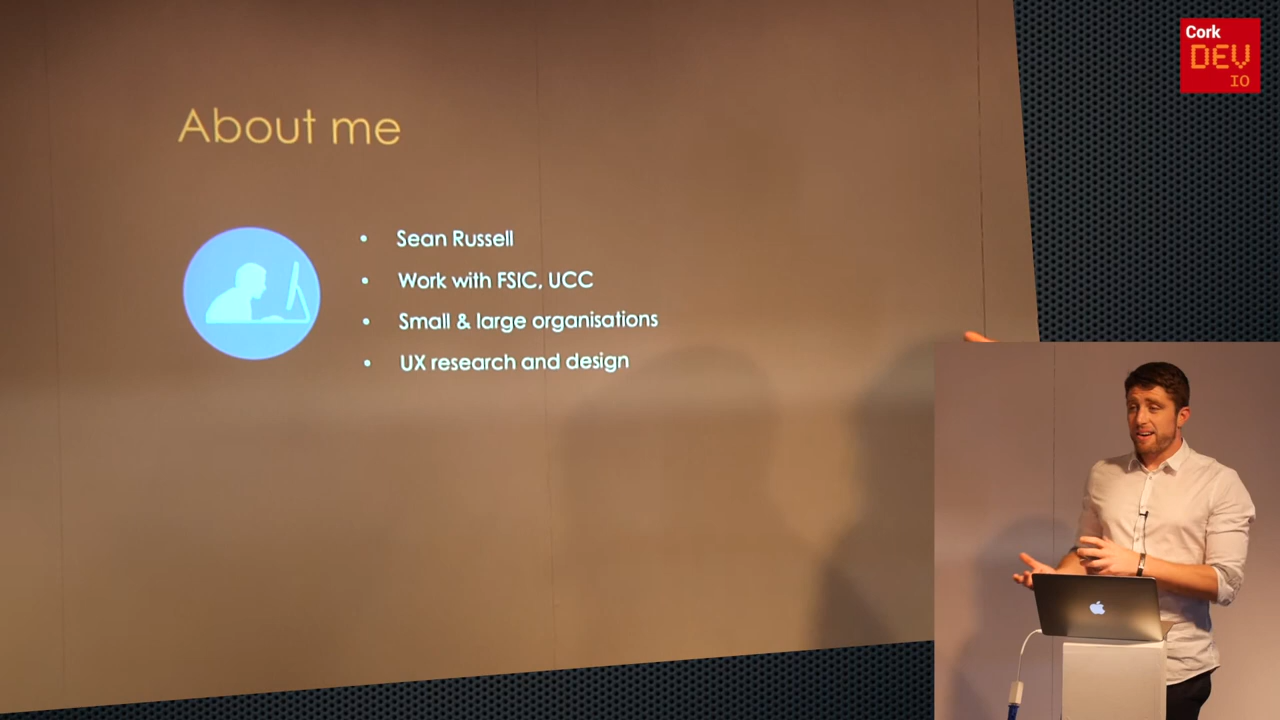 Cork
DEV
IO
About me
• Sean Russell
• Work with FSIC, UCC
• Small & large organisations
• UX research and design